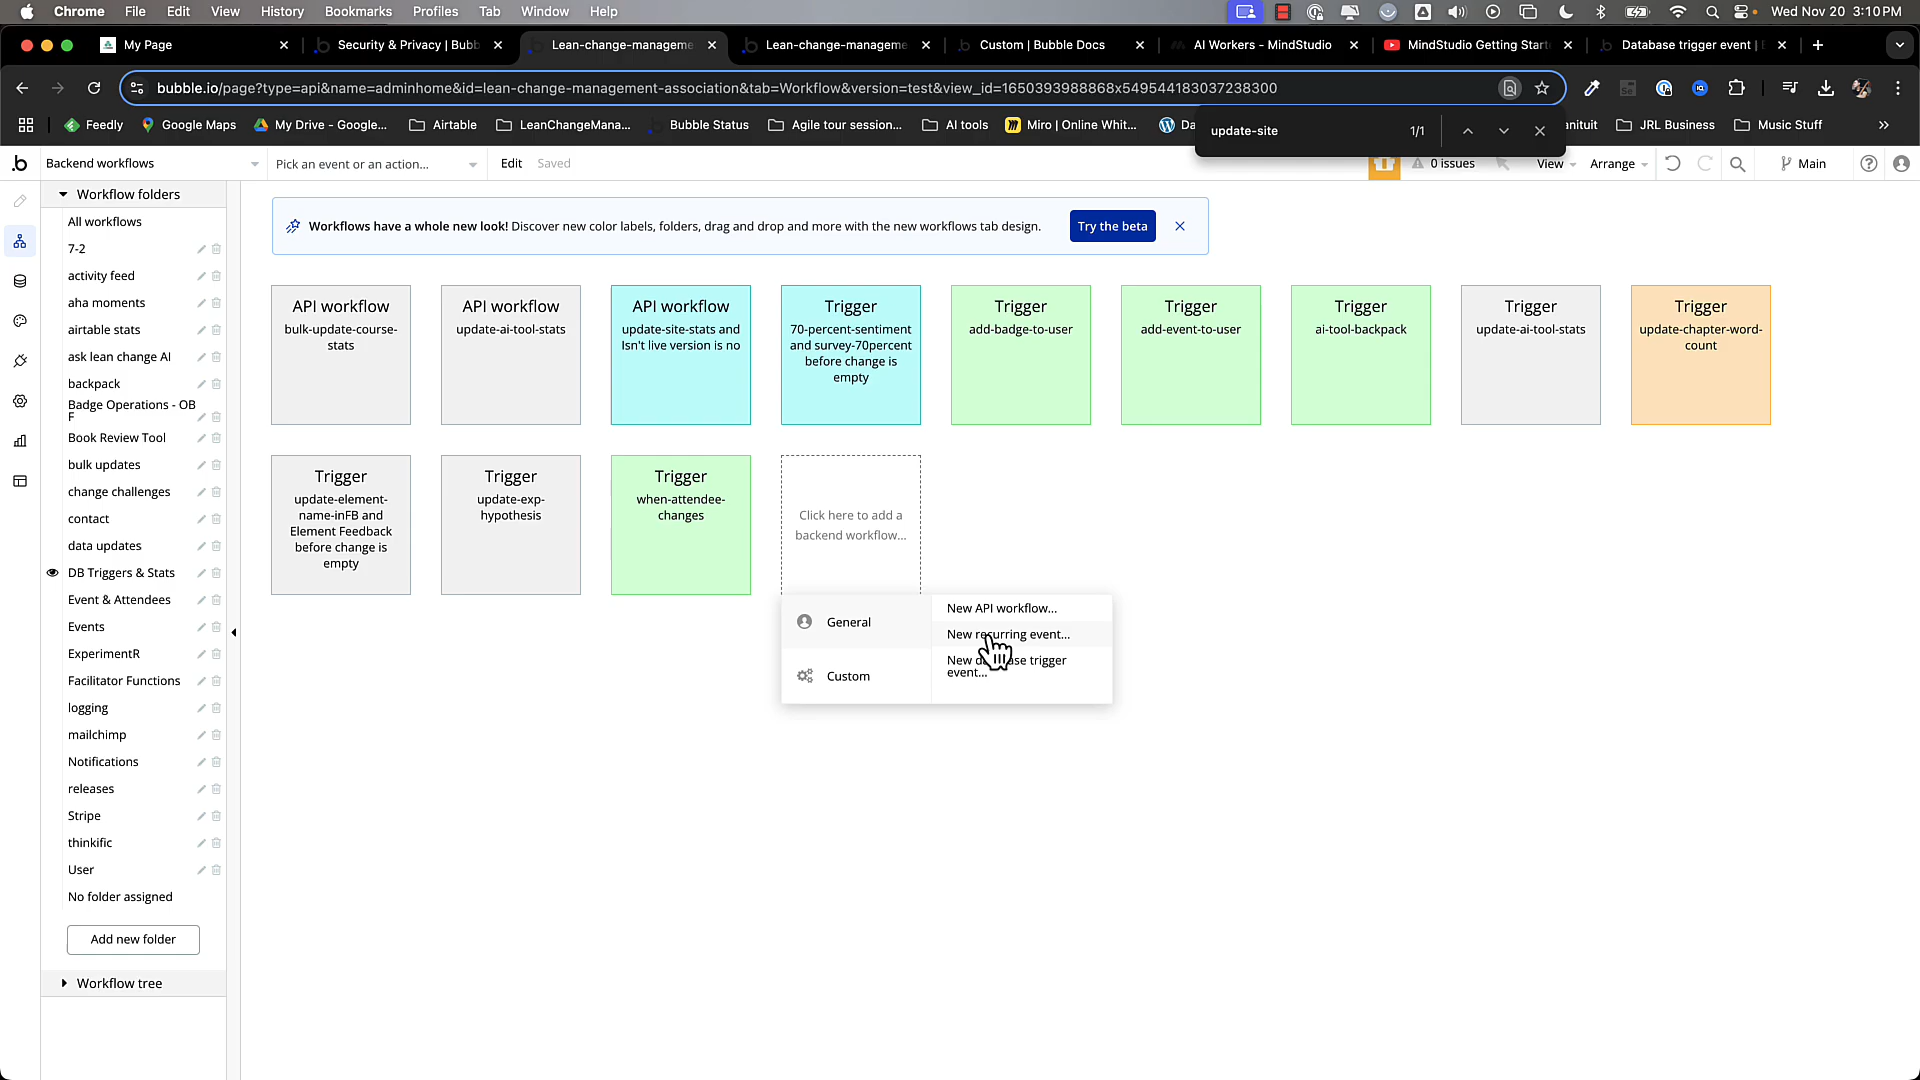 Chrome File Edit View History Bookmarks Profiles Tab Window Help Wed Nov 20 3:10 PM
My Page Security & Privacy | Bubb Lean-change-manageme Lean-change-manageme Custom | Bubble Docs AI Workers - MindStudio MindStudio Getting Start Database trigger event |
bubble.io/page?type=api&name=adminhome&id=lean-change-management-association&tab=Workflow&version=test&view_id=1650393988868x549544183037238300
Feedly Google Maps My Drive - Google... Airtable LeanChangeMana... Bubble Status Agile tour session... AI tools Miro | Online Whit... Da anituit JRL Business Music Stuff »
update-site 1/1
Backend workflows Pick an event or an action... Edit Saved 0 issues View Arrange Main
Workflow folders
All workflows
7-2
activity feed
aha moments
airtable stats
ask lean change AI
backpack
Badge Operations - OB
F
Book Review Tool
bulk updates
change challenges
contact
data updates
DB Triggers & Stats
Event & Attendees
Events
ExperimentR
Facilitator Functions
logging
mailchimp
Notifications
releases
Stripe
thinkific
User
No folder assigned
Add new folder
Workflow tree
Workflows have a whole new look! Discover new color labels, folders, drag and drop and more with the new workflows tab design. Try the beta
API workflow
bulk-update-course-
stats
API workflow
update-ai-tool-stats
API workflow
update-site-stats and
Isn't live version is no
Trigger
70-percent-sentiment
and survey-70percent
before change is
empty
Trigger
add-badge-to-user
Trigger
add-event-to-user
Trigger
ai-tool-backpack
Trigger
update-ai-tool-stats
Trigger
update-chapter-word-
count
Trigger
update-element-
name-inFB and
Element Feedback
before change is
empty
Trigger
update-exp-
hypothesis
Trigger
when-attendee-
changes
Click here to add a
backend workflow...
General
Custom
New API workflow...
New recurring event...
New trigger
event...